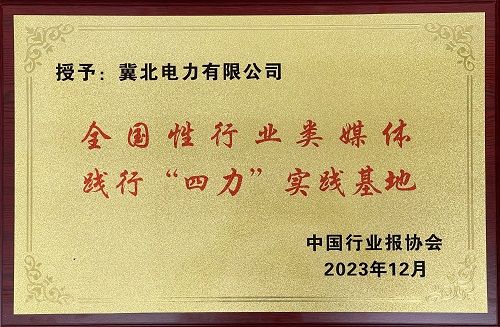 授予：冀北电力有限公司
全国性行业类媒体
践行“四力”实践基地
中国行业报协会
2023年12月